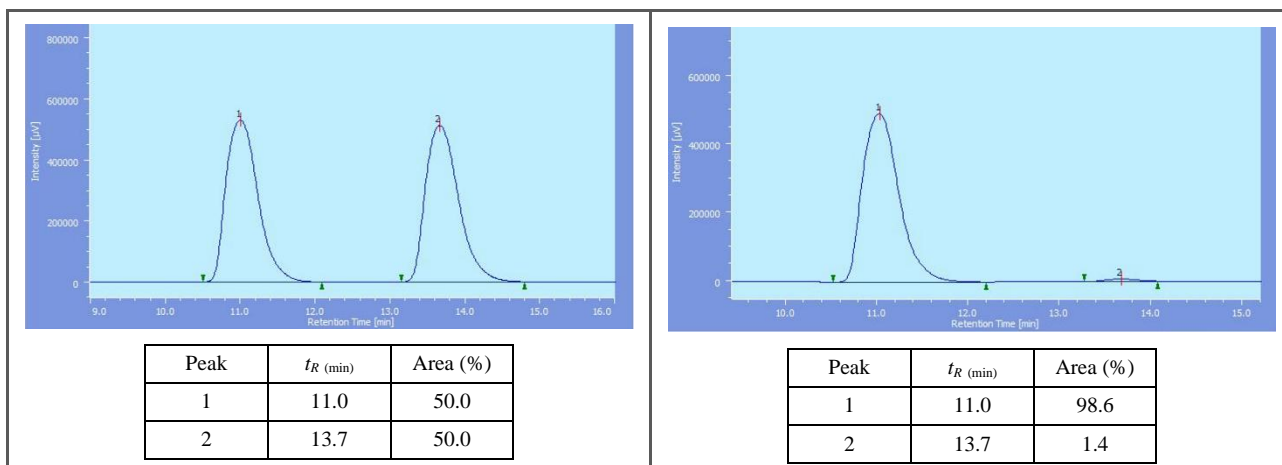 800000
600000
400000
200000
0
Intensity [µV]
1
2
9.0 10.0 11.0 12.0 13.0 14.0 15.0 16.0
Retention Time [min]
Peak tR (min) Area (%)
1 11.0 50.0
2 13.7 50.0
600000
400000
200000
0
Intensity [µV]
1
2
10.0 11.0 12.0 13.0 14.0 15.0
Retention Time [min]
Peak tR (min) Area (%)
1 11.0 98.6
2 13.7 1.4